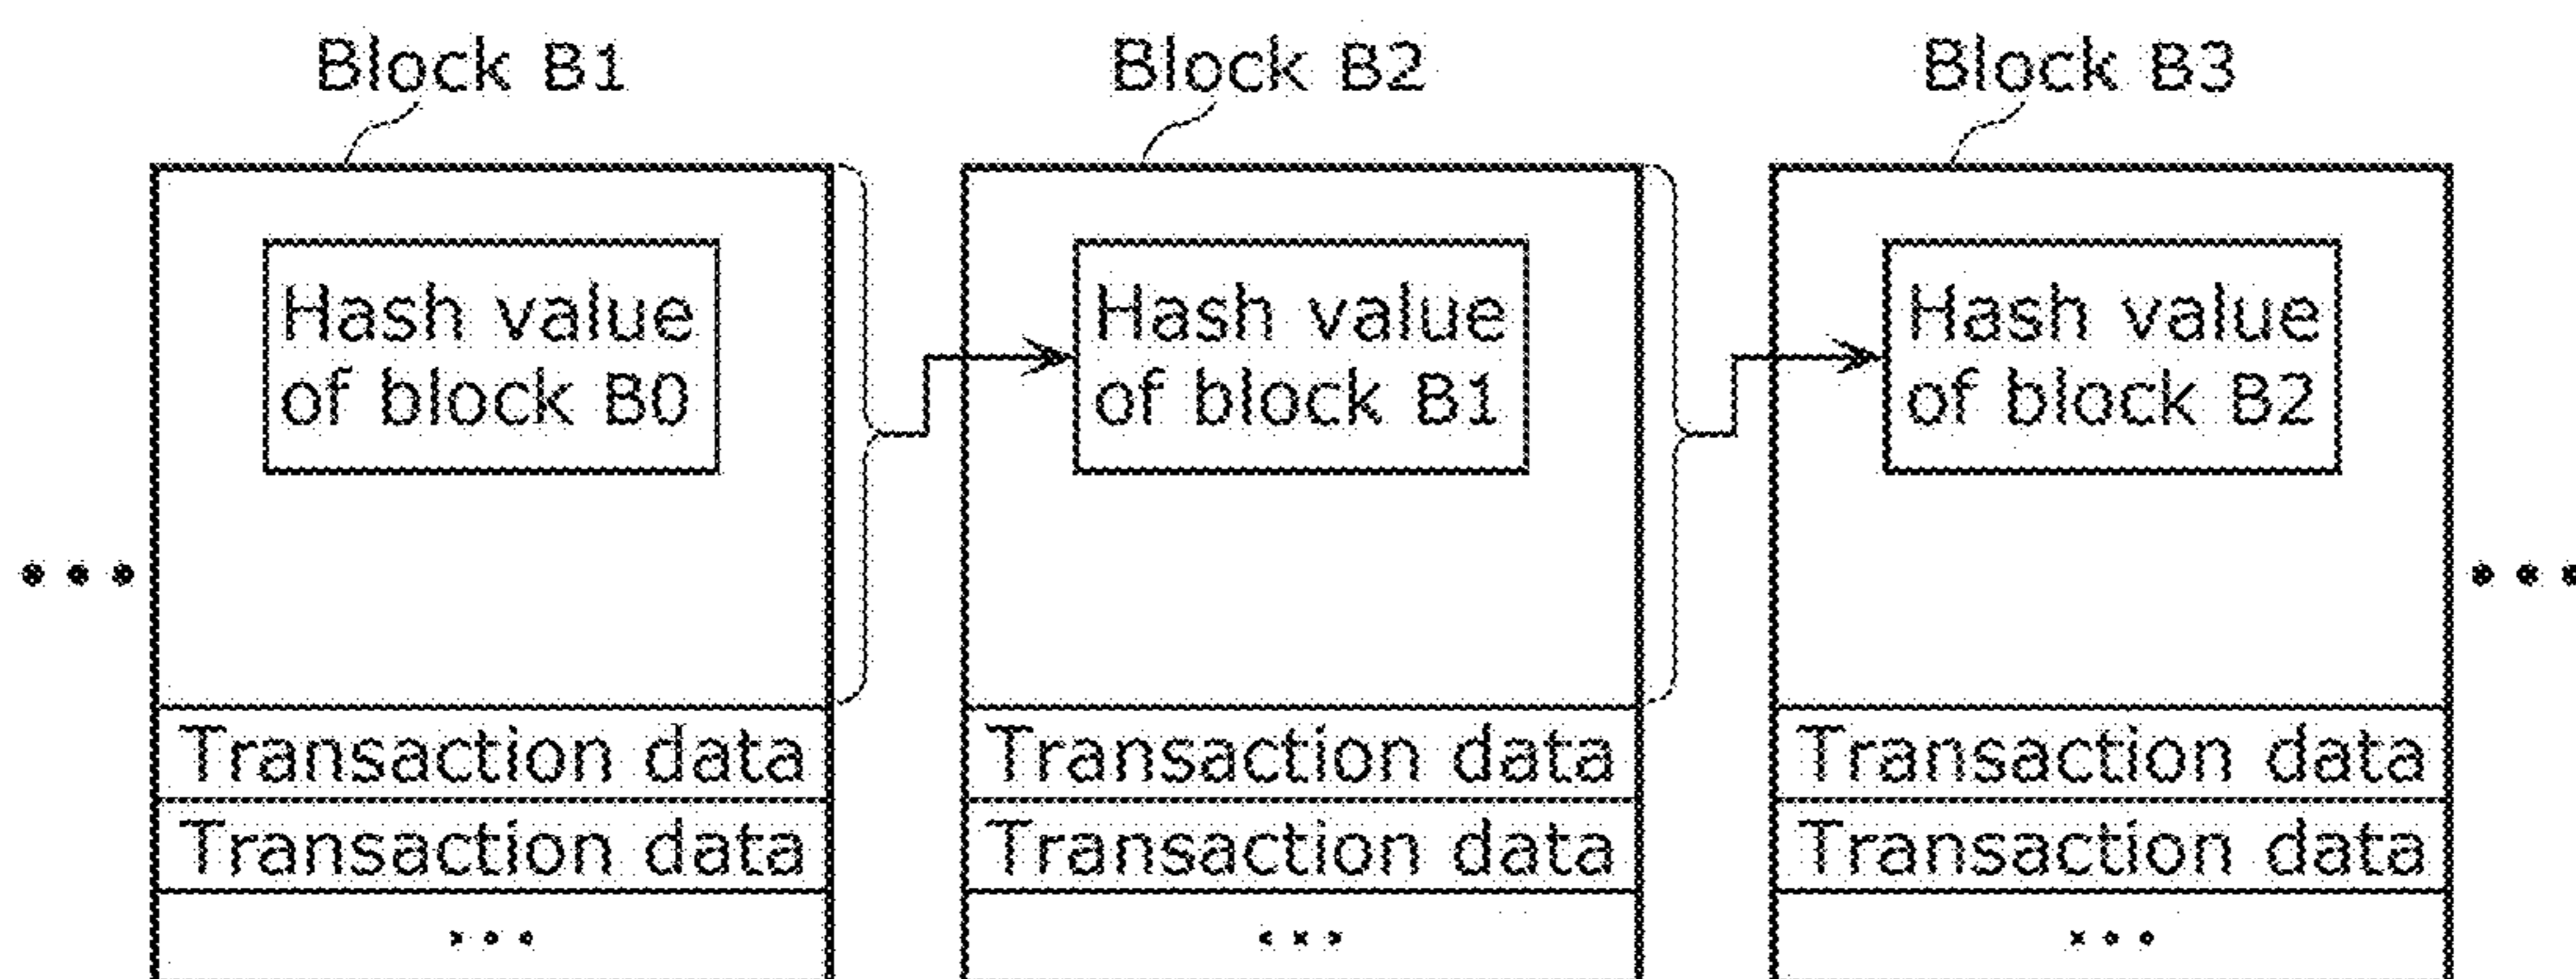 Block B1
Block B2
Block B3
Hash value
of block B0
Hash value
of block B1
Hash value
of block B2
• • •
• • •
Transaction data
Transaction data
Transaction data
Transaction data
Transaction data
Transaction data
• • •
• • •
• • •